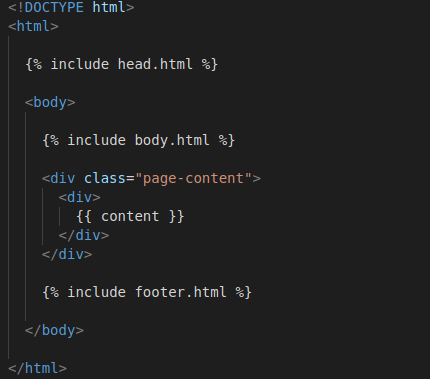 <!DOCTYPE html>
<html>
{% include head.html %}
<body>
{% include body.html %}
<div class="page-content">
<div>
{{ content }}
</div>
</div>
{% include footer.html %}
</body>
</html>